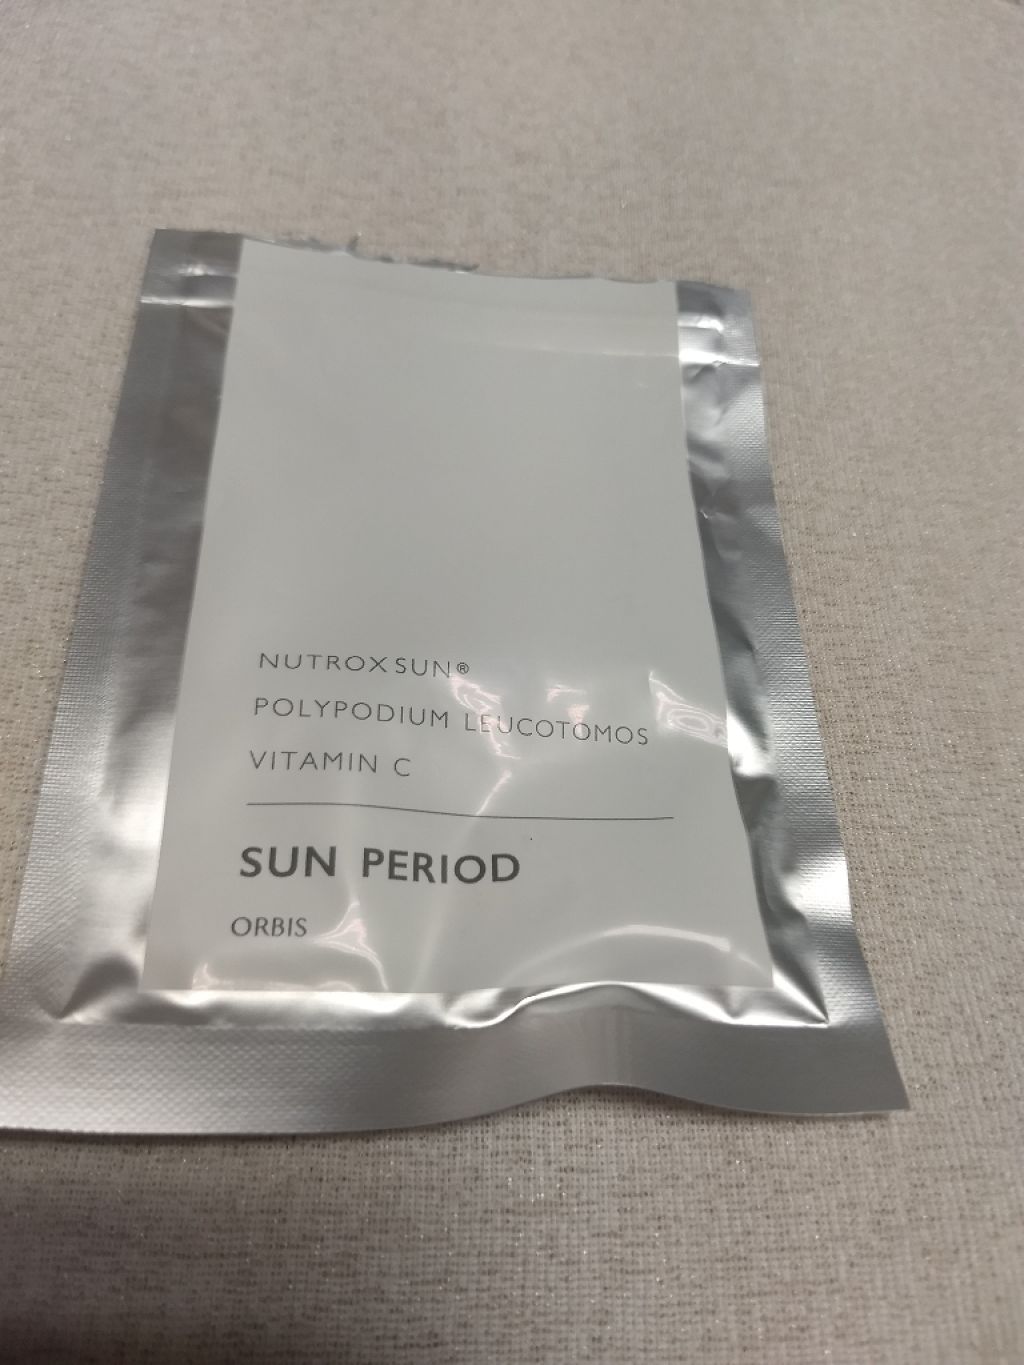 NUTROXSUN®
POLYPODIUM LEUCOTOMOS
VITAMIN C
SUN PERIOD
ORBIS